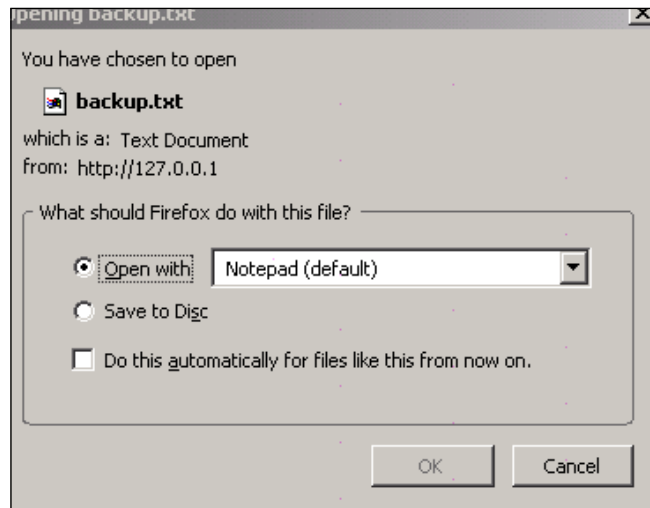 Opening backup.txt
You have chosen to open
backup.txt
which is a: Text Document
from: http://127.0.0.1
What should Firefox do with this file?
Open with Notepad (default)
Save to Disc
Do this automatically for files like this from now on.
OK Cancel